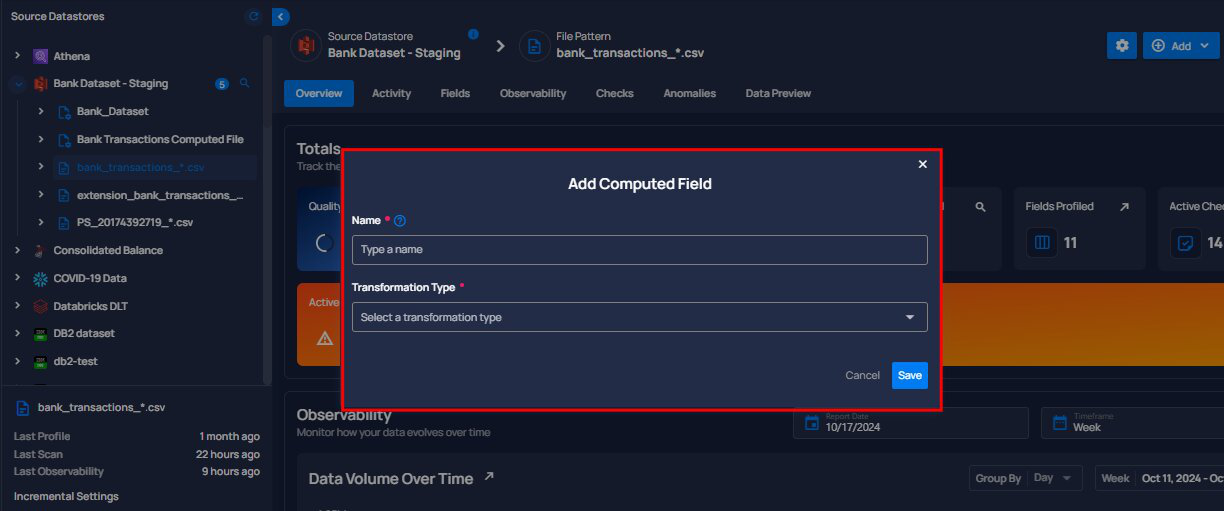 Source Datastores
Athena
Bank Dataset - Staging
5
Bank_Dataset
Bank Transactions Computed File
bank_transactions_*.csv
extension_bank_transactions_...
PS_20174392719_*.csv
Consolidated Balance
COVID-19 Data
Databricks DLT
DB2 dataset
db2-test
bank_transactions_*.csv
Last Profile 1 month ago
Last Scan 22 hours ago
Last Observability 9 hours ago
Incremental Settings
Source Datastore
Bank Dataset - Staging
File Pattern
bank_transactions_*.csv
Add
Overview Activity Fields Observability Checks Anomalies Data Preview
Totals
Track the
Quality
Fields Profiled
11
Active Che
14
Active
Add Computed Field
Name *
Type a name
Transformation Type *
Select a transformation type
Cancel Save
Observability
Monitor how your data evolves over time
Report Date
10/17/2024
Timeframe
Week
Data Volume Over Time
Group By Day
Week Oct 11, 2024 - Oc